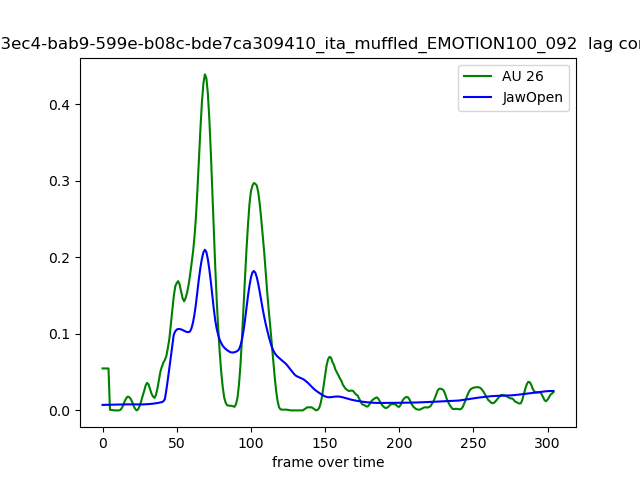 3ec4-bab9-599e-b08c-bde7ca309410_ita_muffled_EMOTION100_092 lag
AU 26
JawOpen
0.4
0.3
0.2
0.1
0.0
0 50 100 150 200 250 300
frame over time